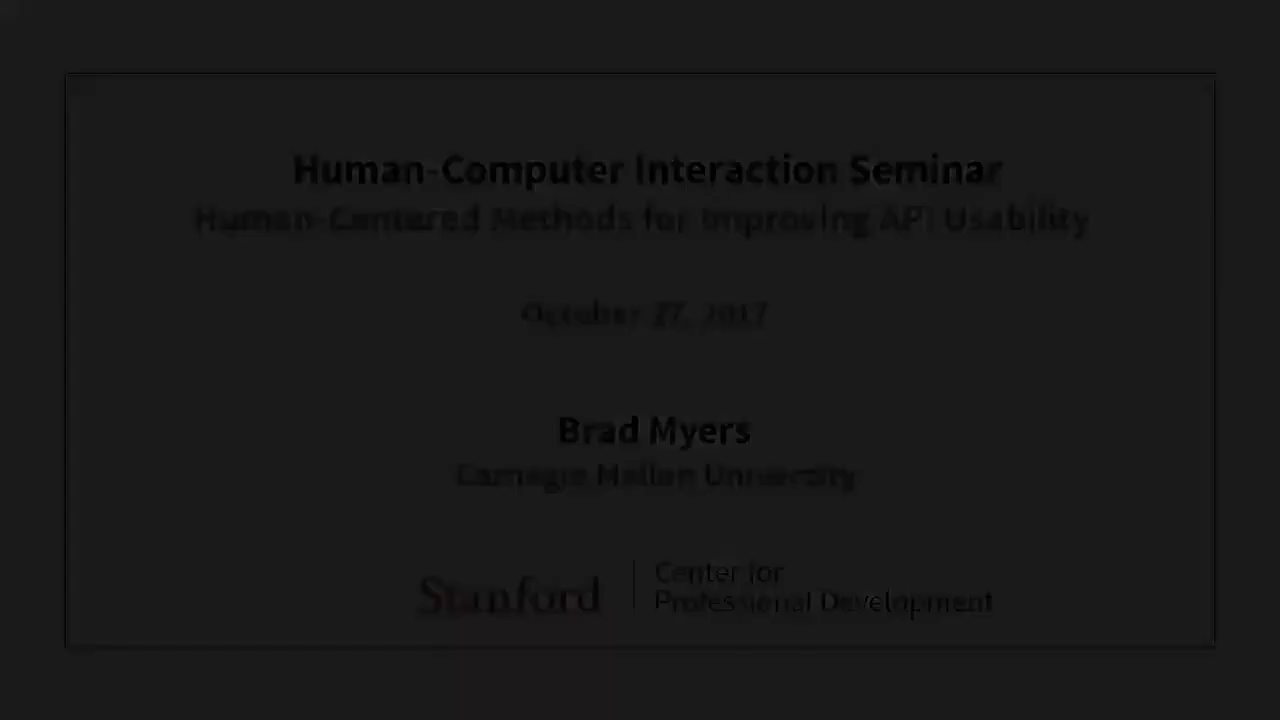 Human-Computer Interaction Seminar
Human-Centered Methods for Improving API Usability
October 27, 2017
Brad Myers
Carnegie Mellon University
Stanford
Center for
Professional Development